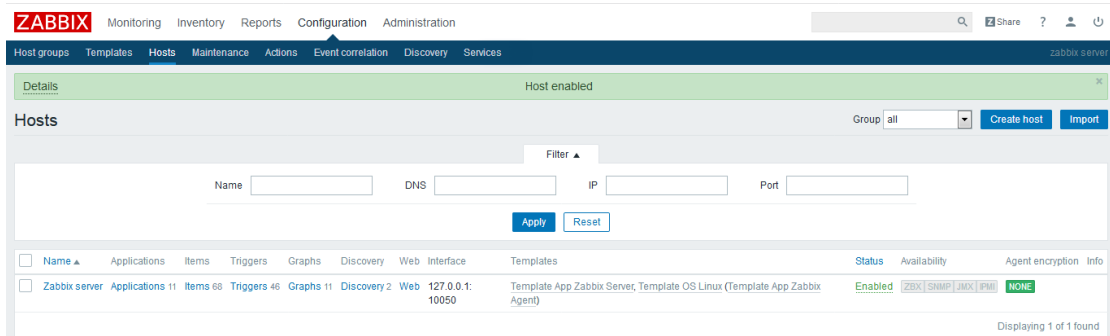 ZABBIX Monitoring Inventory Reports Configuration Administration Z Share ?
Host groups Templates Hosts Maintenance Actions Event correlation Discovery Services zabbix server
Details Host enabled ×
Hosts Group all Create host Import
Filter ▲
Name DNS IP Port
Apply Reset
Name ▲ Applications Items Triggers Graphs Discovery Web Interface Templates Status Availability Agent encryption Info
Zabbix server Applications 11 Items 68 Triggers 46 Graphs 11 Discovery 2 Web 127.0.0.1: Template App Zabbix Server, Template OS Linux (Template App Zabbix Enabled ZBX SNMP JMX IPMI NONE
10050 Agent)
Displaying 1 of 1 found